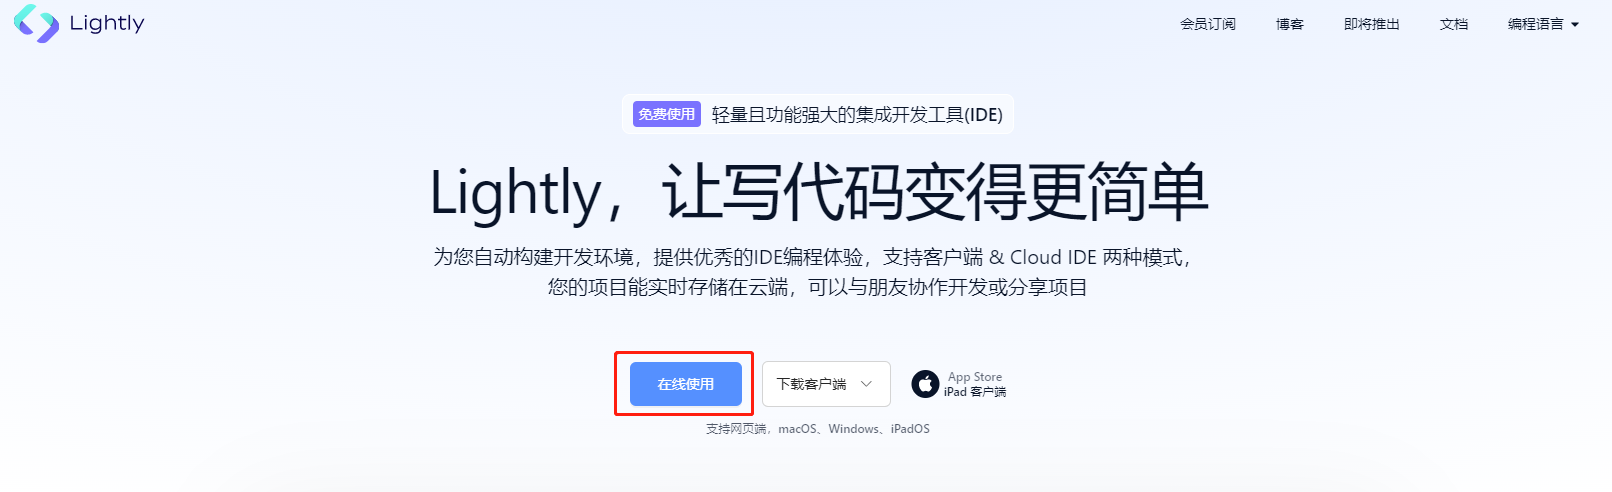 Lightly
会员订阅
博客
即将推出
文档
编程语言
免费使用 轻量且功能强大的集成开发工具(IDE)
Lightly，让写代码变得更简单
为您自动构建开发环境，提供优秀的IDE编程体验，支持客户端 & Cloud IDE 两种模式，
您的项目能实时存储在云端，可以与朋友协作开发或分享项目
在线使用
下载客户端
App Store
iPad 客户端
支持网页端，macOS、Windows、iPadOS